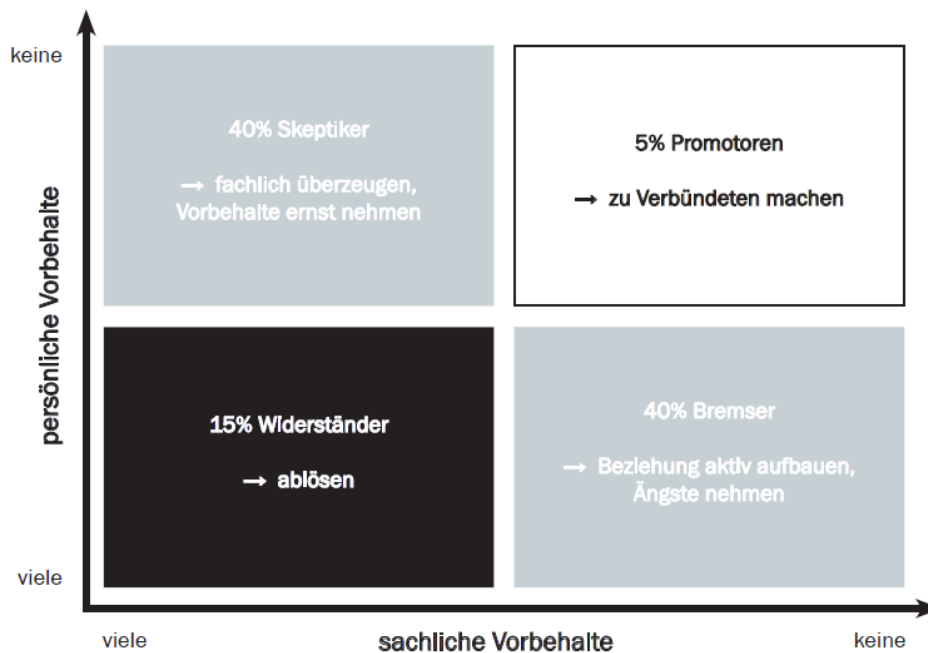 keine
40% Skeptiker
→ fachlich überzeugen,
Vorbehalte ernst nehmen
5% Promotoren
→ zu Verbündeten machen
persönliche Vorbehalte
15% Widerständer
→ ablösen
40% Bremser
→ Beziehung aktiv aufbauen,
Ängste nehmen
viele
viele
sachliche Vorbehalte
keine